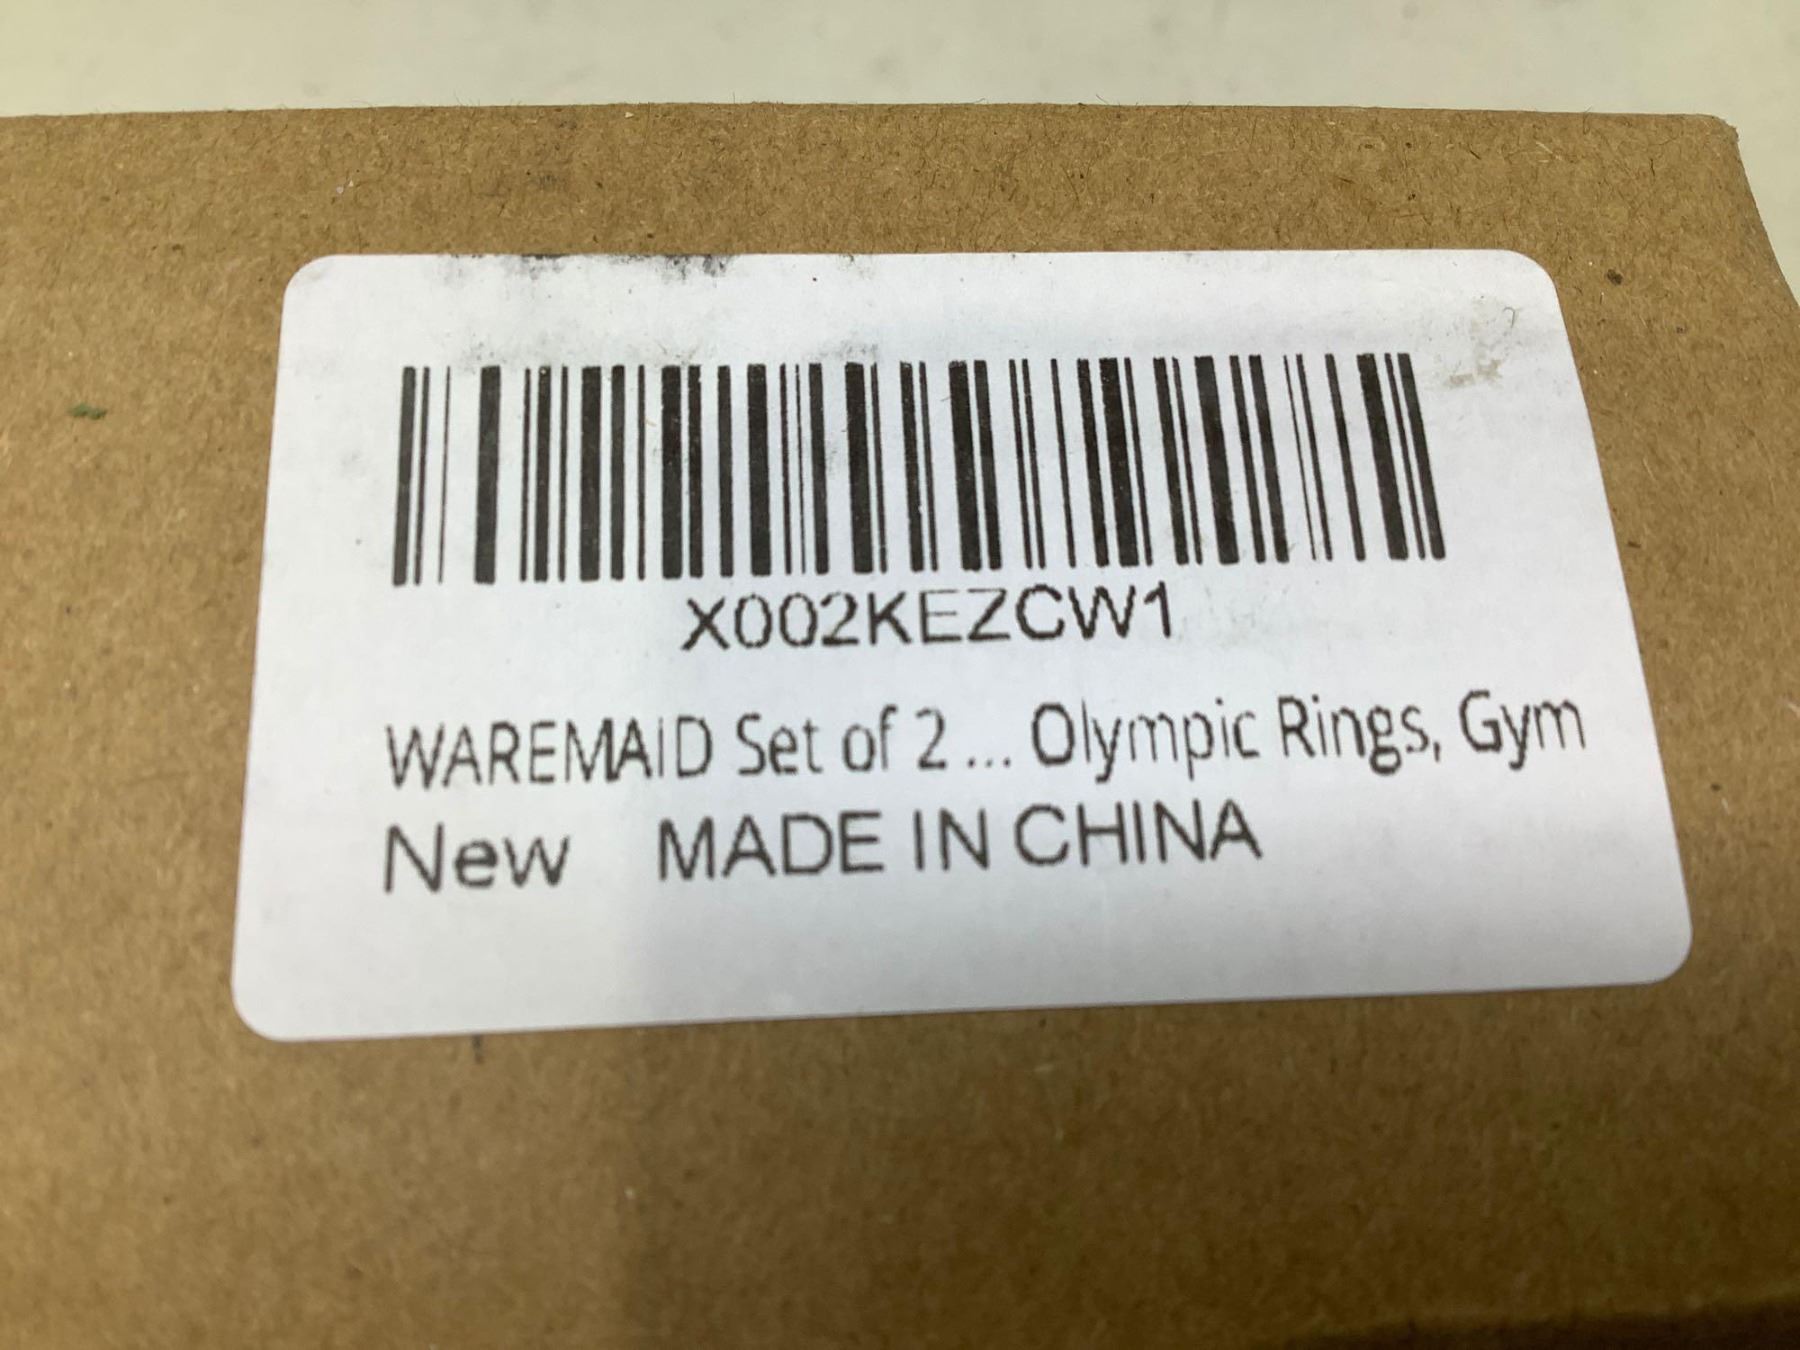 X002KEZCW1
WAREMAID Set of 2 ... Olympic Rings, Gym
New MADE IN CHINA